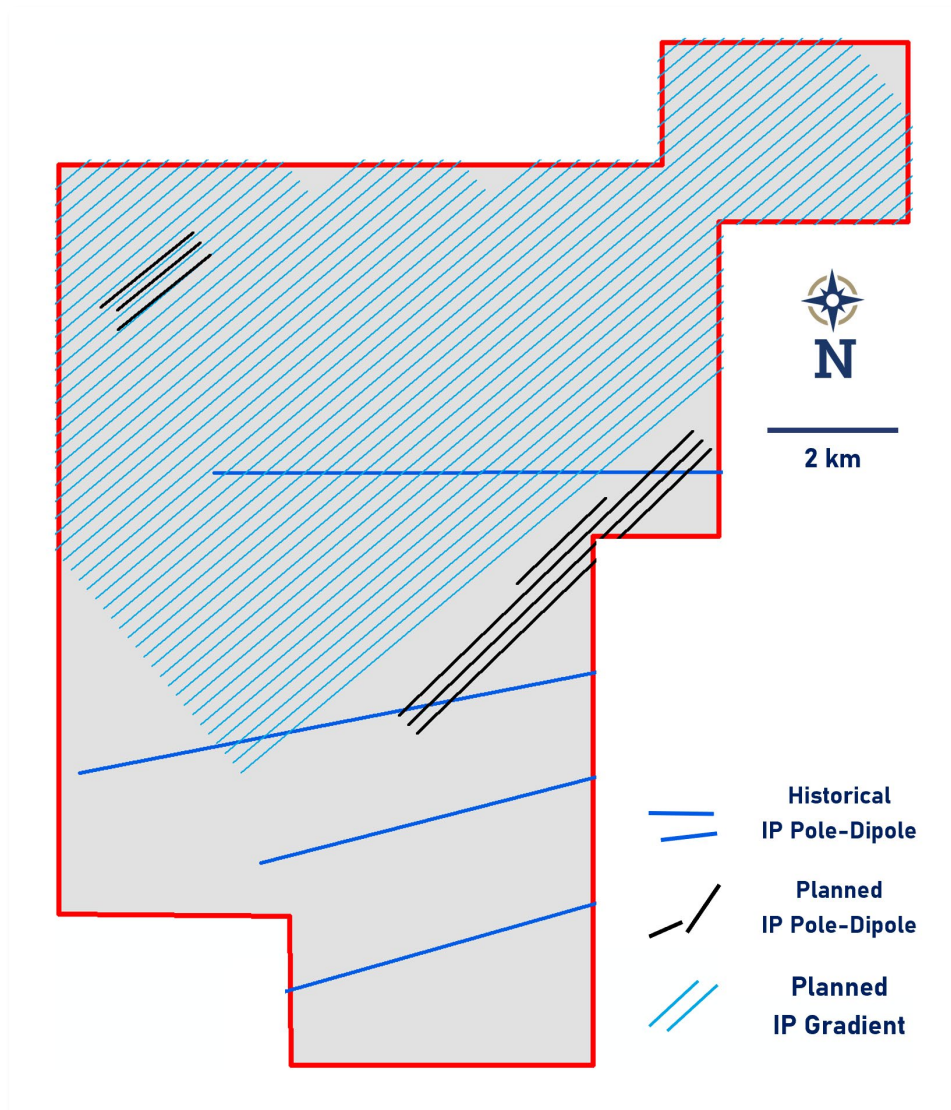 N
2 km
Historical
IP Pole-Dipole
Planned
IP Pole-Dipole
Planned
IP Gradient